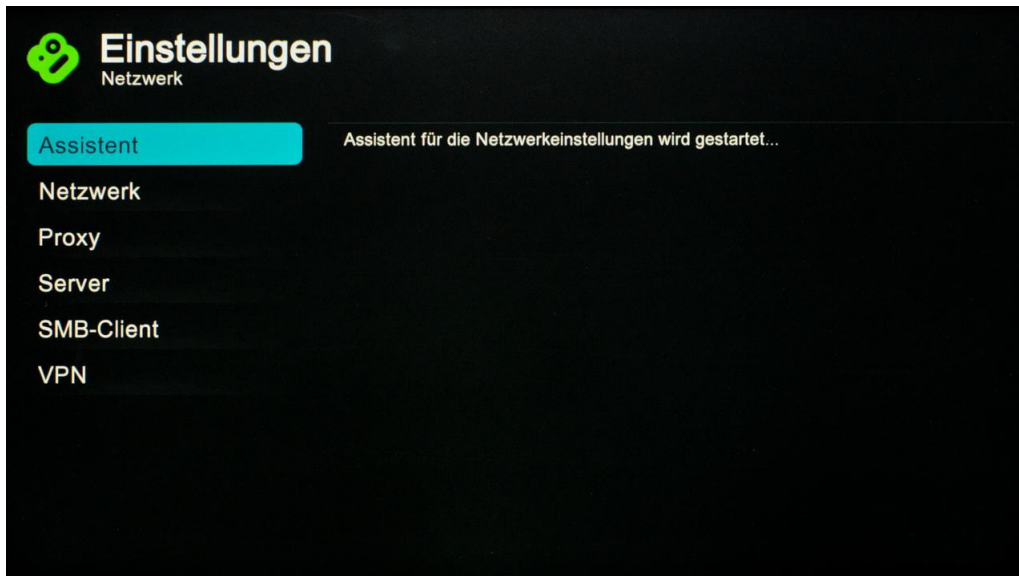 Einstellungen
Netzwerk
Assistent
Assistent für die Netzwerkeinstellungen wird gestartet...
Netzwerk
Proxy
Server
SMB-Client
VPN